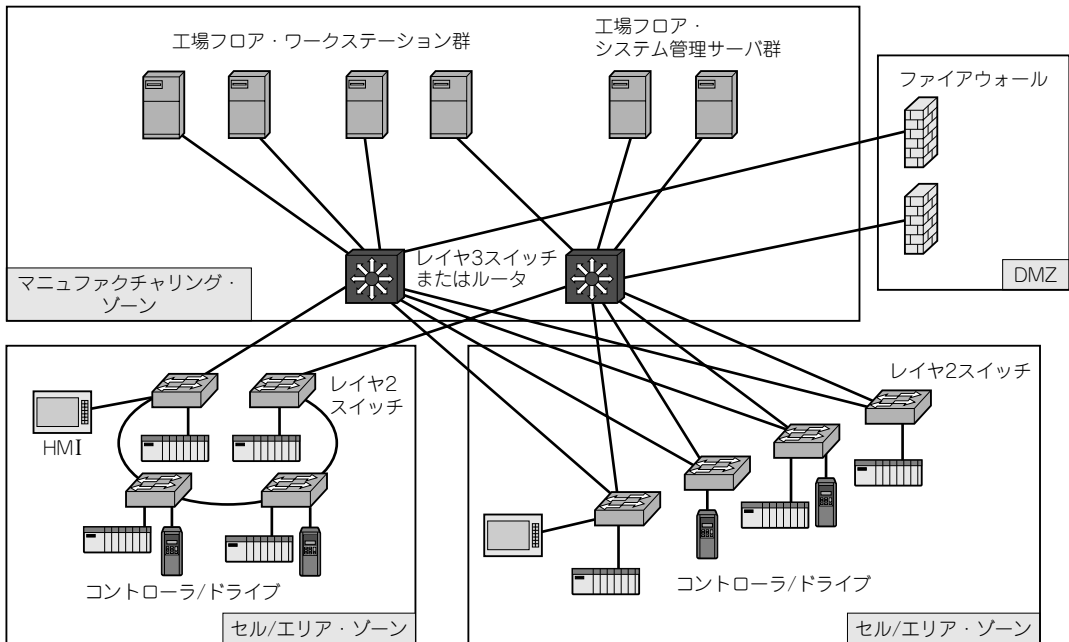 工場フロア・ワークステーション群
工場フロア・
システム管理サーバ群
ファイアウォール
レイヤ3スイッチ
またはルータ
マニュファクチャリング・
ゾーン
DMZ
レイヤ2
スイッチ
HMI
コントローラ/ドライブ
セル/エリア・ゾーン
レイヤ2スイッチ
コントローラ/ドライブ
セル/エリア・ゾーン